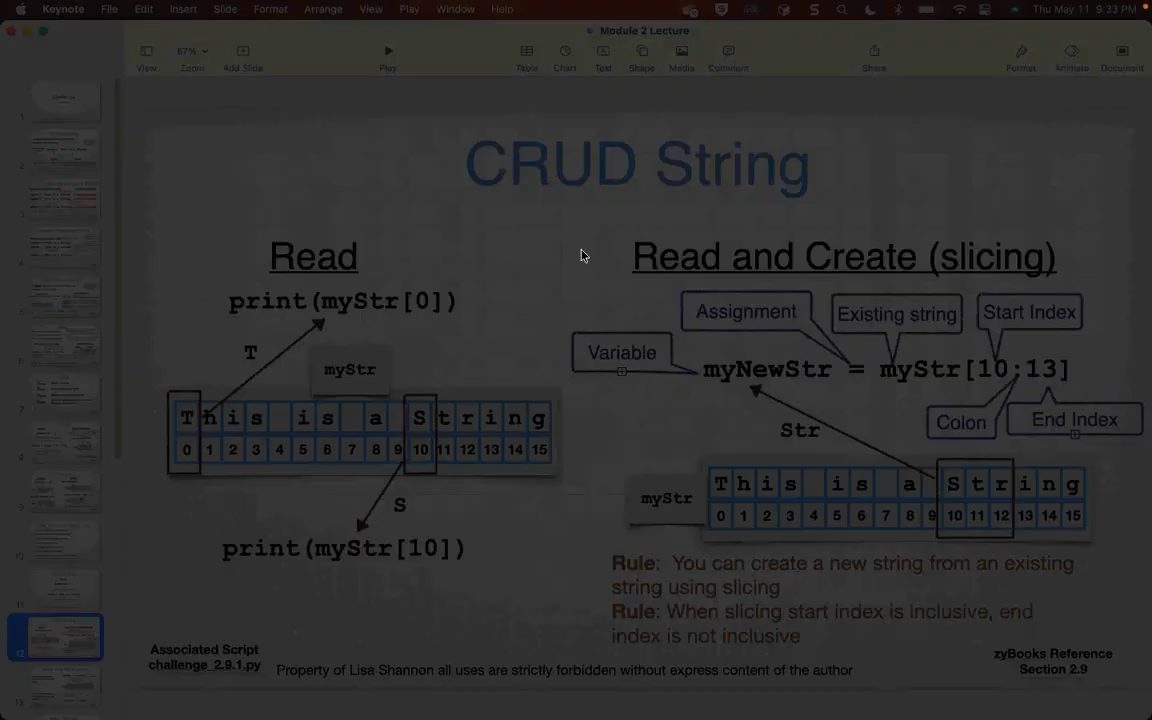 Keynote File Edit Insert Slide Format Arrange View Play Window Help Thu May 11 9:33 PM
Module 2 Lecture
67%
View Zoom Add Slide Play Table Chart Text Shape Media Comment Share Format Animate Document
CRUD String
Read
print(myStr[0])
T
myStr
T h i s i s a S t r i n g
0 1 2 3 4 5 6 7 8 9 10 11 12 13 14 15
S
print(myStr[10])
Read and Create (slicing)
Assignment
Existing string
Start Index
Variable
myNewStr = myStr[10:13]
Colon
End Index
Str
myStr
T h i s i s a S t r i n g
0 1 2 3 4 5 6 7 8 9 10 11 12 13 14 15
Rule: You can create a new string from an existing
string using slicing
Rule: When slicing start index is inclusive, end
index is not inclusive
Associated Script
challenge_2.9.1.py
Property of Lisa Shannon all uses are strictly forbidden without express content of the author
zyBooks Reference
Section 2.9